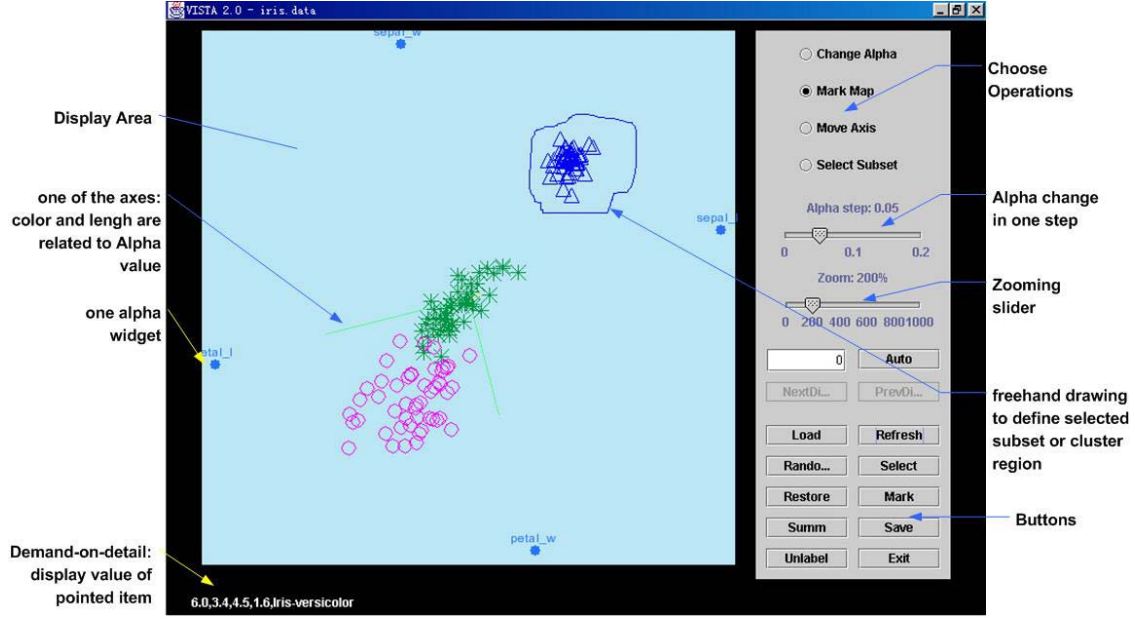 VISTA 2.0 - iris.data
sepal_w
sepal_l
etal_l
petal_w
6.0,3.4,4.5,1.6,Iris-versicolor
Change Alpha
Mark Map
Move Axis
Select Subset
Alpha step: 0.05
0 0.1 0.2
Zoom: 200%
0 200 400 600 8001000
0 Auto
NextDi... PrevDi...
Load Refresh
Rando... Select
Restore Mark
Summ Save
Unlabel Exit
Display Area
one of the axes:
color and lengh are
related to Alpha
value
one alpha
widget
Demand-on-detail:
display value of
pointed item
Choose
Operations
Alpha change
in one step
Zooming
slider
freehand drawing
to define selected
subset or cluster
region
Buttons